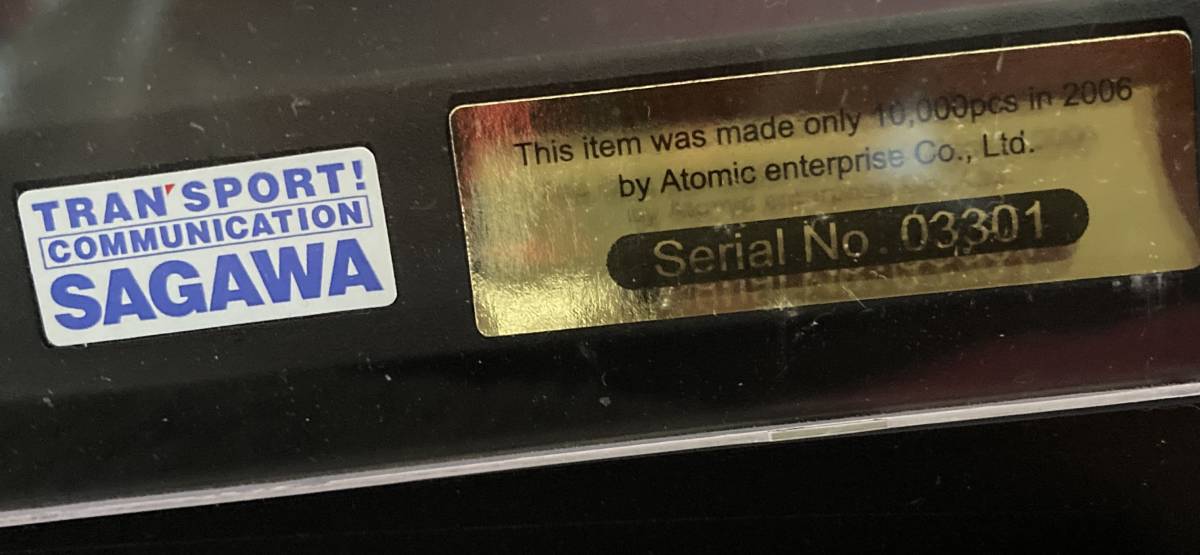 TRAN'SPORT!
COMMUNICATION
SAGAWA
This item was made only 10,000pcs in 2006
by Atomic enterprise Co., Ltd.
Serial No. 03301